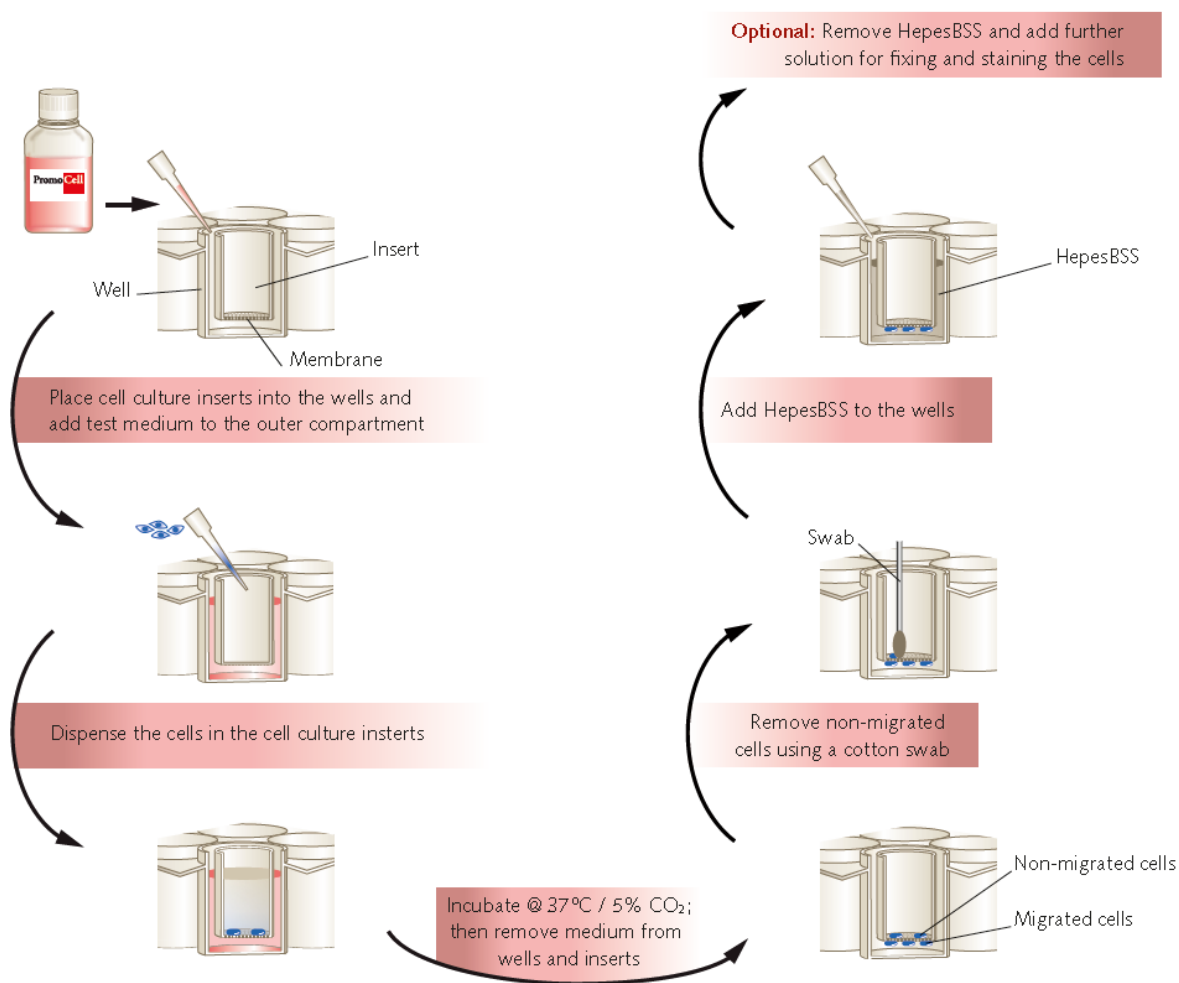 PromoCell
Insert
Well
Membrane
Place cell culture inserts into the wells and
add test medium to the outer compartment
Dispense the cells in the cell culture insterts
Incubate @ 37ºC / 5% CO₂;
then remove medium from
wells and inserts
Non-migrated cells
Migrated cells
Remove non-migrated
cells using a cotton swab
Swab
Add HepesBSS to the wells
HepesBSS
Optional: Remove HepesBSS and add further
solution for fixing and staining the cells